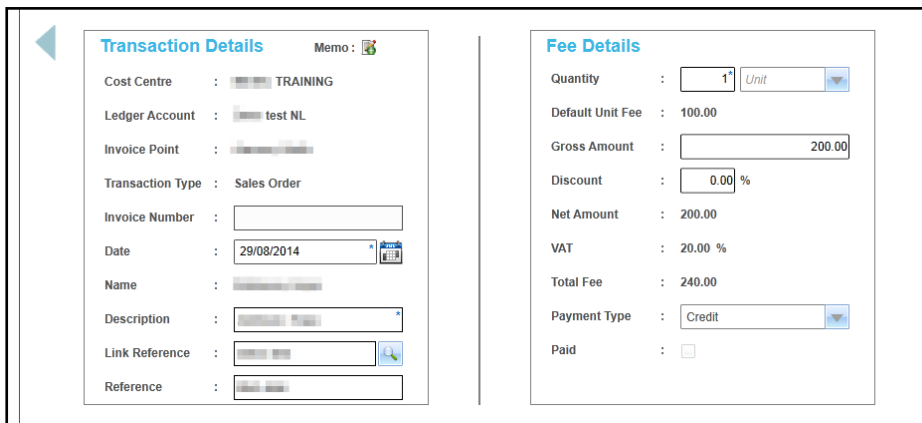 Transaction Details Memo :
Cost Centre : TRAINING
Ledger Account : test NL
Invoice Point :
Transaction Type : Sales Order
Invoice Number :
Date : 29/08/2014 *
Name :
Description : *
Link Reference :
Reference :
Fee Details
Quantity : 1* Unit
Default Unit Fee : 100.00
Gross Amount : 200.00
Discount : 0.00 %
Net Amount : 200.00
VAT : 20.00 %
Total Fee : 240.00
Payment Type : Credit
Paid :